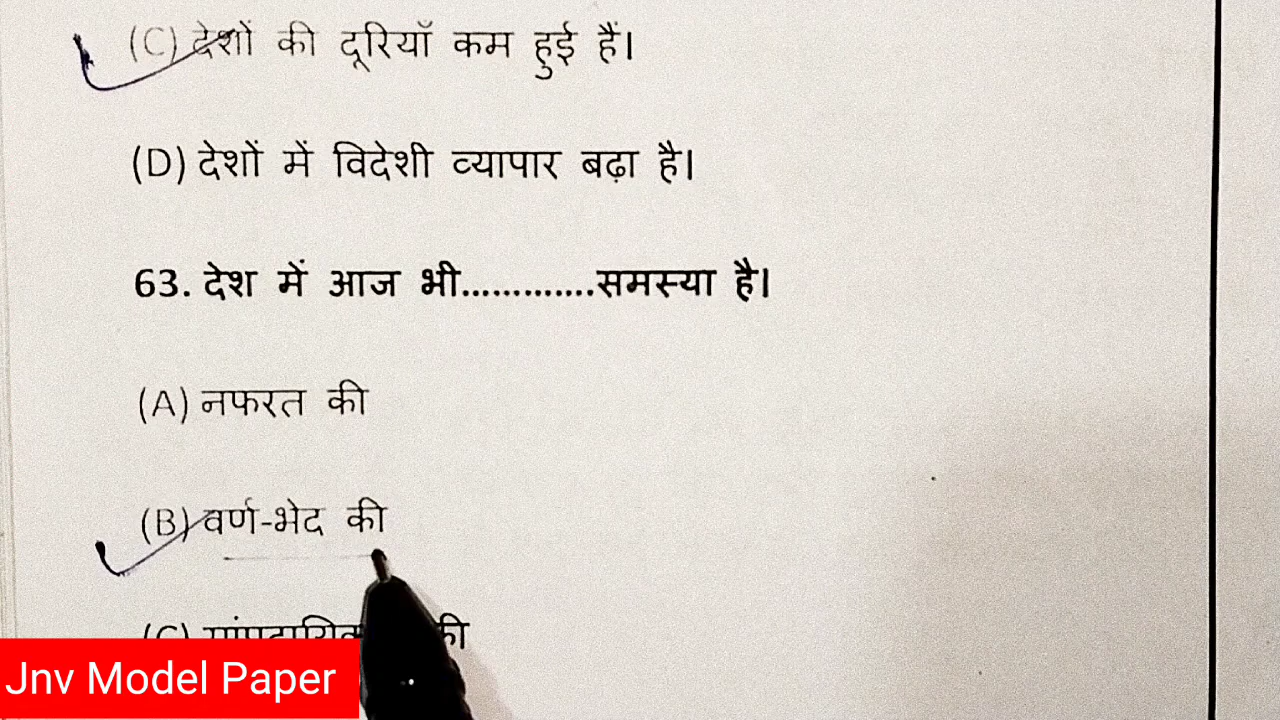 (C) देशों की दूरियाँ कम हुई हैं।
(D) देशों में विदेशी व्यापार बढ़ा है।
63. देश में आज भी.............समस्या है।
(A) नफरत की
(B) वर्ण-भेद की
(C) की
Jnv Model Paper